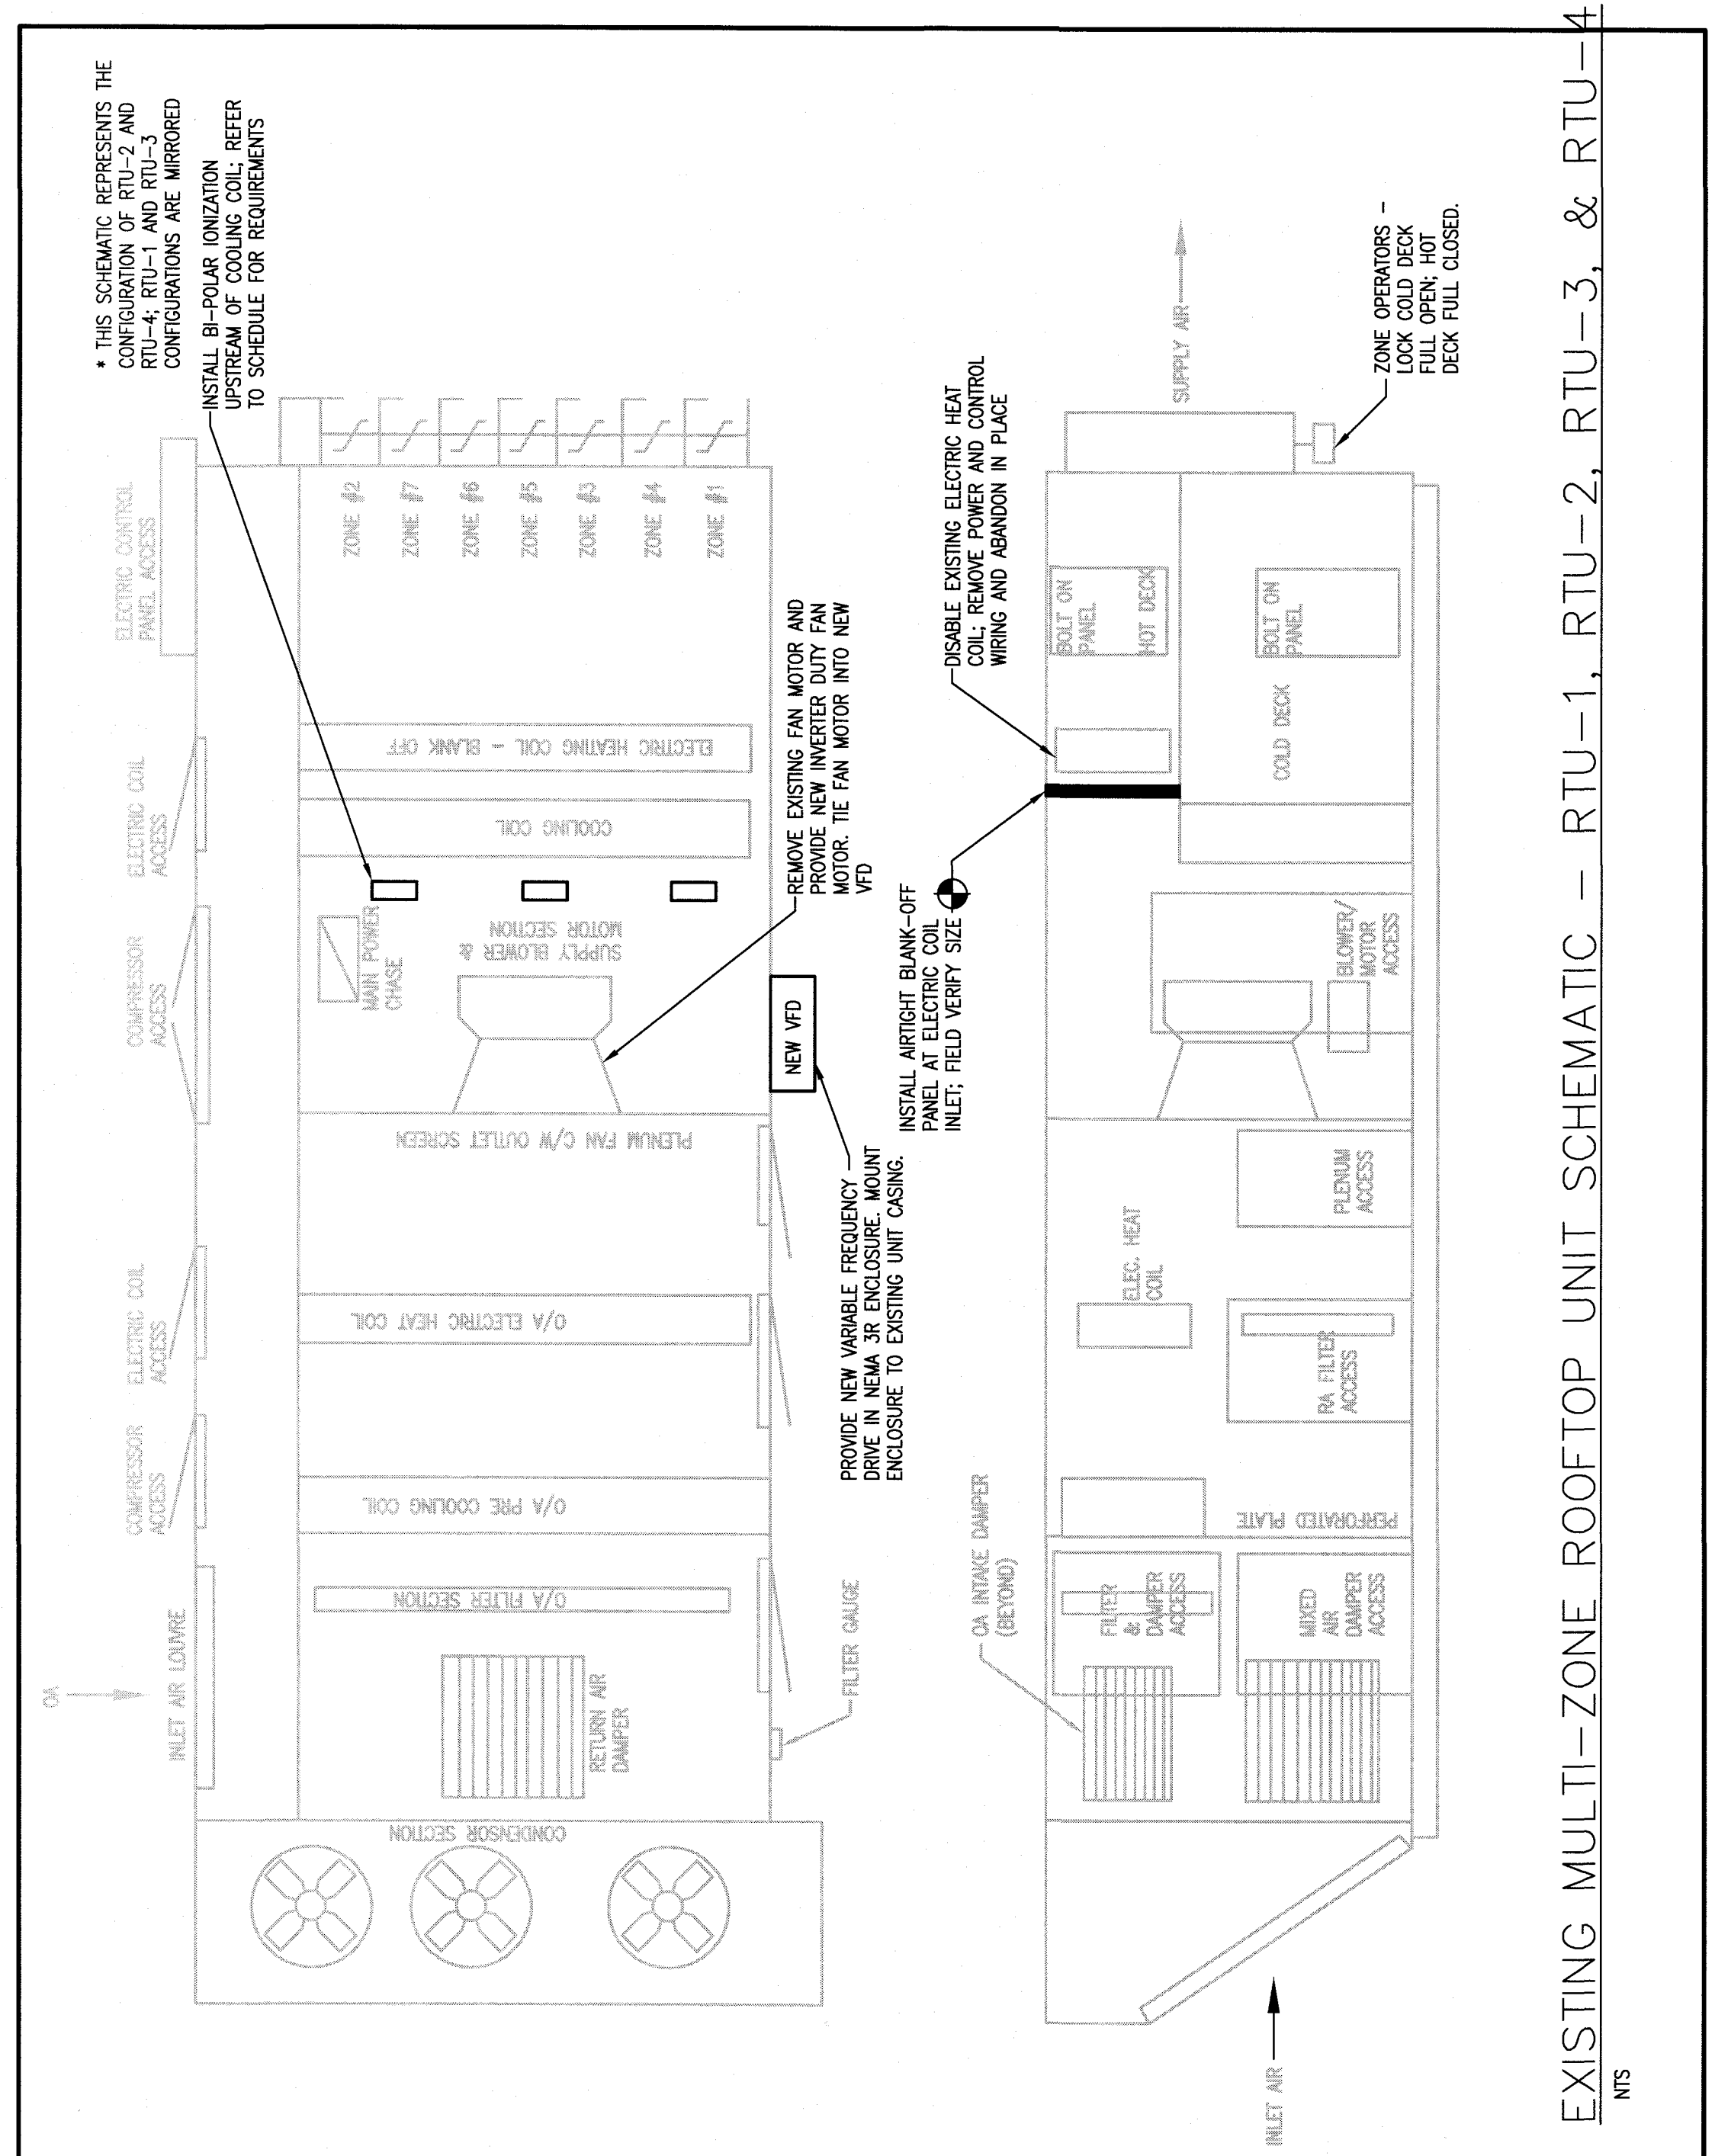 * THIS SCHEMATIC REPRESENTS THE
CONFIGURATION OF RTU-2 AND
RTU-4; RTU-1 AND RTU-3
CONFIGURATIONS ARE MIRRORED
INSTALL BI-POLAR IONIZATION
UPSTREAM OF COOLING COIL; REFER
TO SCHEDULE FOR REQUIREMENTS
OA
INLET AIR LOUVRE
COMPRESSOR
ACCESS
ELECTRIC COIL
ACCESS
COMPRESSOR
ACCESS
ELECTRIC COIL
ACCESS
ELECTRIC CONTROL
PANEL ACCESS
CONDENSOR SECTION
RETURN AIR
DAMPER
O/A FILTER SECTION
O/A PRE COOLING COIL
O/A ELECTRIC HEAT COIL
PLENUM FAN C/W OUTLET SCREEN
MAIN POWER
CHASE
SUPPLY BLOWER &
MOTOR SECTION
COOLING COIL
ELECTRIC HEATING COIL - BLANK OFF
ZONE #2
ZONE #7
ZONE #6
ZONE #5
ZONE #3
ZONE #4
ZONE #1
FILTER GAUGE
NEW VFD
REMOVE EXISTING FAN MOTOR AND
PROVIDE NEW INVERTER DUTY FAN
MOTOR. TIE FAN MOTOR INTO NEW
VFD
PROVIDE NEW VARIABLE FREQUENCY
DRIVE IN NEMA 3R ENCLOSURE. MOUNT
ENCLOSURE TO EXISTING UNIT CASING.
INSTALL AIRTIGHT BLANK-OFF
PANEL AT ELECTRIC COIL
INLET; FIELD VERIFY SIZE
DISABLE EXISTING ELECTRIC HEAT
COIL; REMOVE POWER AND CONTROL
WIRING AND ABANDON IN PLACE
OA INTAKE DAMPER
(BEYOND)
INLET AIR
FILTER
&
DAMPER
ACCESS
MIXED
AIR
DAMPER
ACCESS
PERFORATED PLATE
ELEC. HEAT
COIL
RA FILTER
ACCESS
PLENUM
ACCESS
BLOWER/
MOTOR
ACCESS
COLD DECK
BOLT ON
PANEL
HOT DECK
BOLT ON
PANEL
SUPPLY AIR
ZONE OPERATORS -
LOCK COLD DECK
FULL OPEN; HOT
DECK FULL CLOSED.
EXISTING MULTI-ZONE ROOFTOP UNIT SCHEMATIC - RTU-1, RTU-2, RTU-3, & RTU-4
NTS